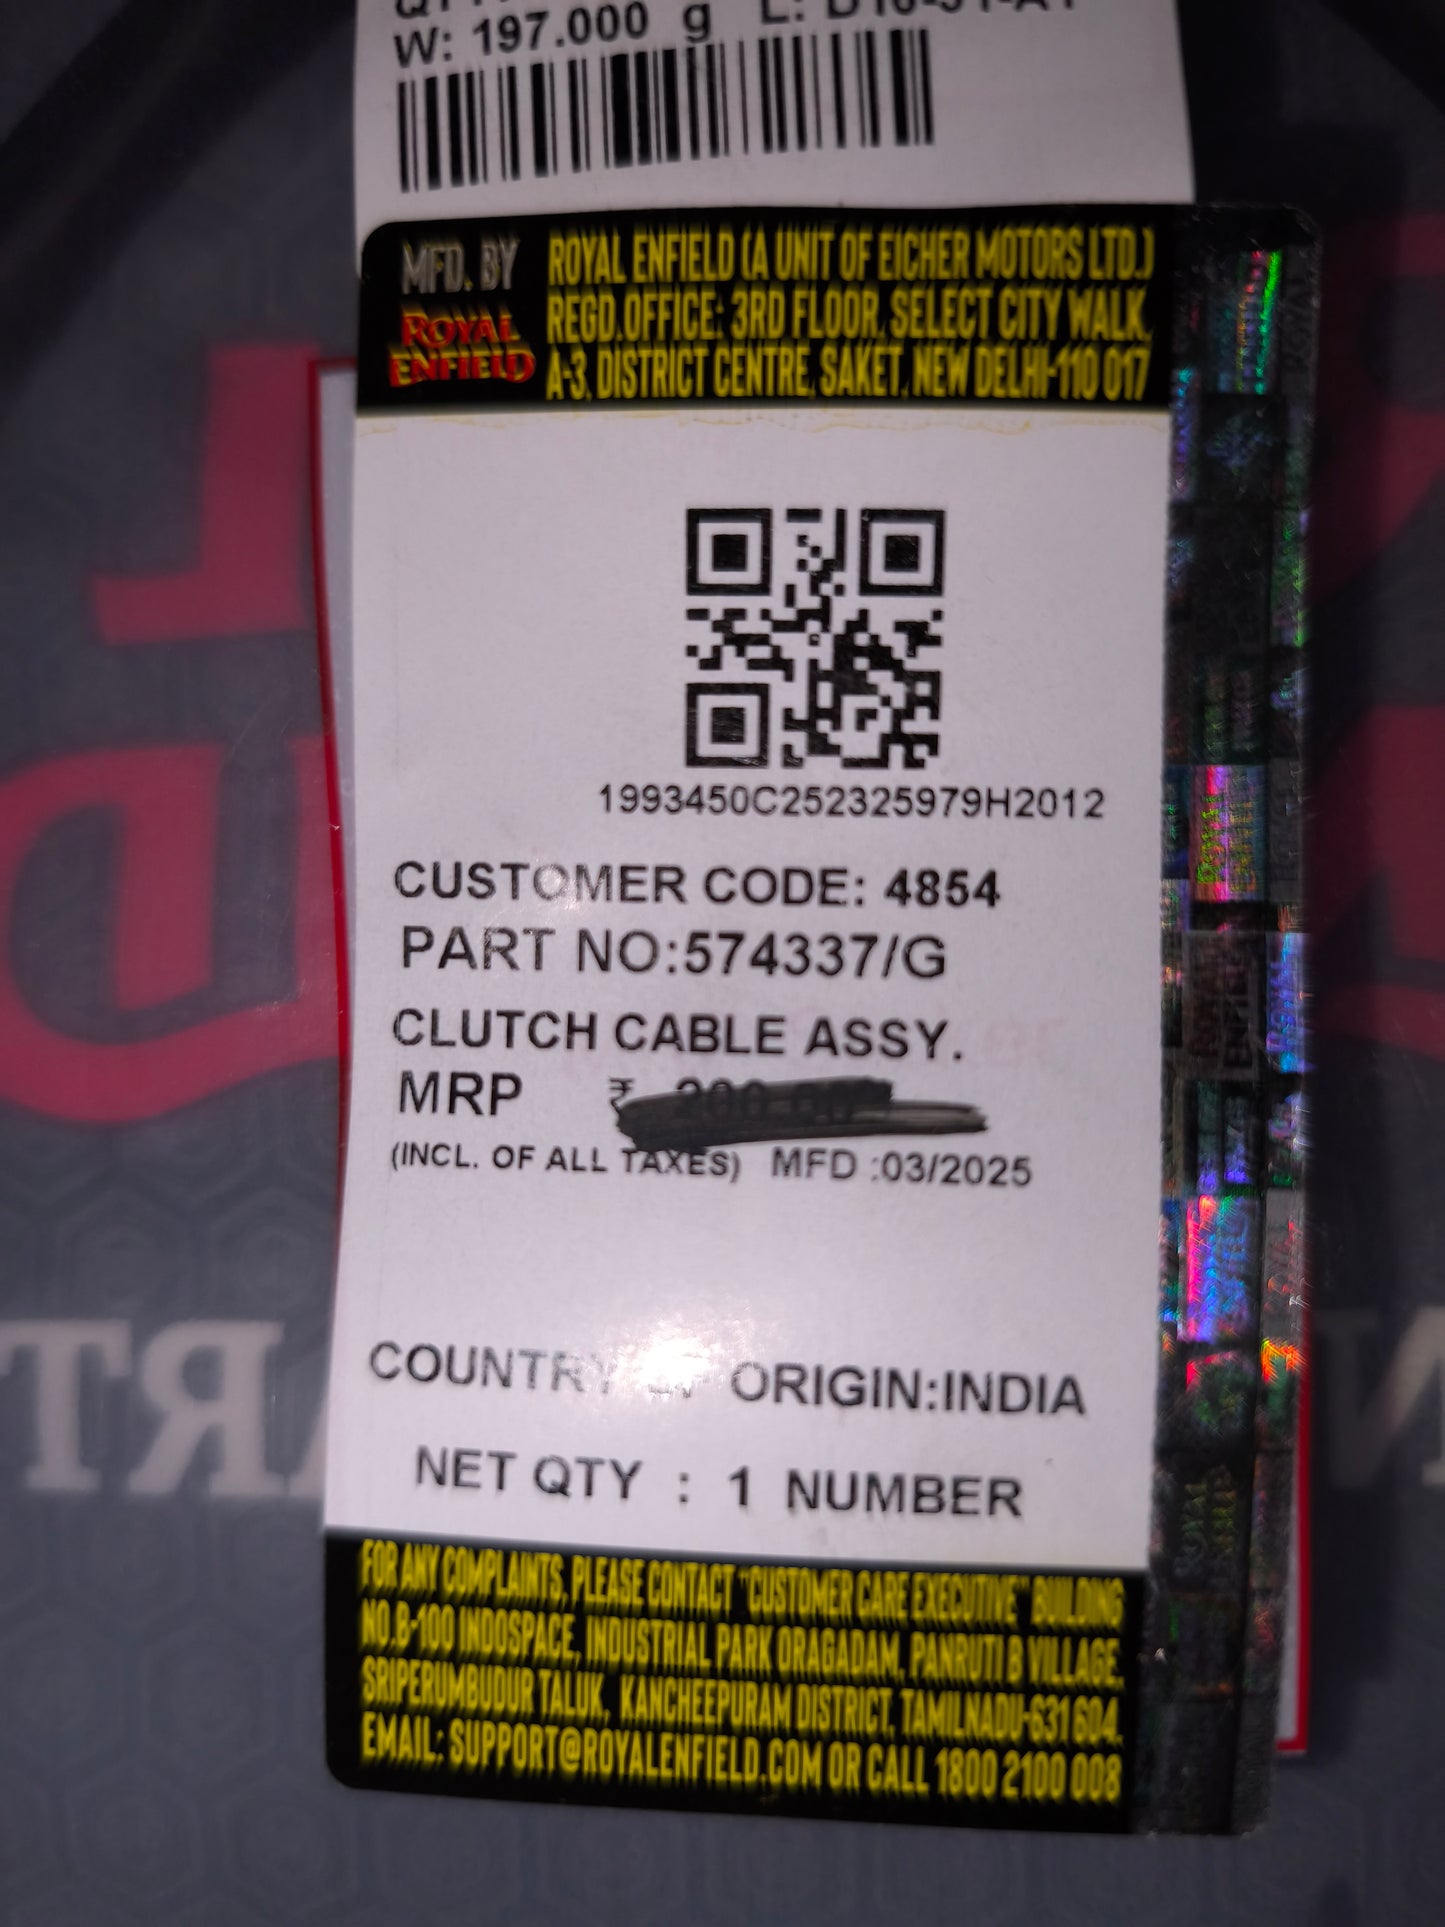 W: 197.000 g
MFD. BY
ROYAL ENFIELD
ROYAL ENFIELD (A UNIT OF EICHER MOTORS LTD.)
REGD.OFFICE: 3RD FLOOR, SELECT CITY WALK,
A-3, DISTRICT CENTRE, SAKET, NEW DELHI-110 017
1993450C252325979H2012
CUSTOMER CODE: 4854
PART NO:574337/G
CLUTCH CABLE ASSY.
MRP ₹
(INCL. OF ALL TAXES) MFD :03/2025
COUNTRY OF ORIGIN:INDIA
NET QTY : 1 NUMBER
FOR ANY COMPLAINTS, PLEASE CONTACT "CUSTOMER CARE EXECUTIVE" BUILDING
NO.B-100 INDOSPACE, INDUSTRIAL PARK ORAGADAM, PANRUTI B VILLAGE,
SRIPERUMBUDUR TALUK, KANCHEEPURAM DISTRICT, TAMILNADU-631 604.
EMAIL: SUPPORT@ROYALENFIELD.COM OR CALL 1800 2100 008